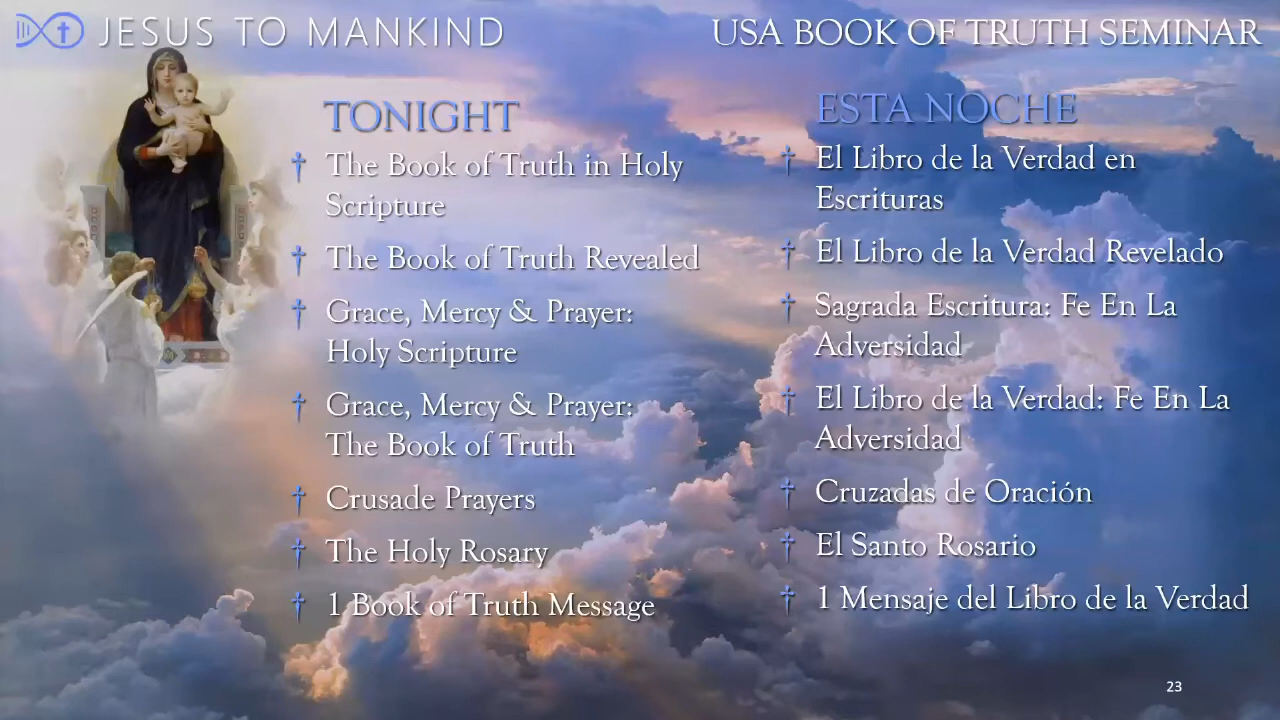 JESUS TO MANKIND
USA BOOK OF TRUTH SEMINAR
TONIGHT
† The Book of Truth in Holy
Scripture
† The Book of Truth Revealed
† Grace, Mercy & Prayer:
Holy Scripture
† Grace, Mercy & Prayer:
The Book of Truth
† Crusade Prayers
† The Holy Rosary
† 1 Book of Truth Message
ESTA NOCHE
† El Libro de la Verdad en
Escrituras
† El Libro de la Verdad Revelado
† Sagrada Escritura: Fe En La
Adversidad
† El Libro de la Verdad: Fe En La
Adversidad
† Cruzadas de Oración
† El Santo Rosario
† 1 Mensaje del Libro de la Verdad
23